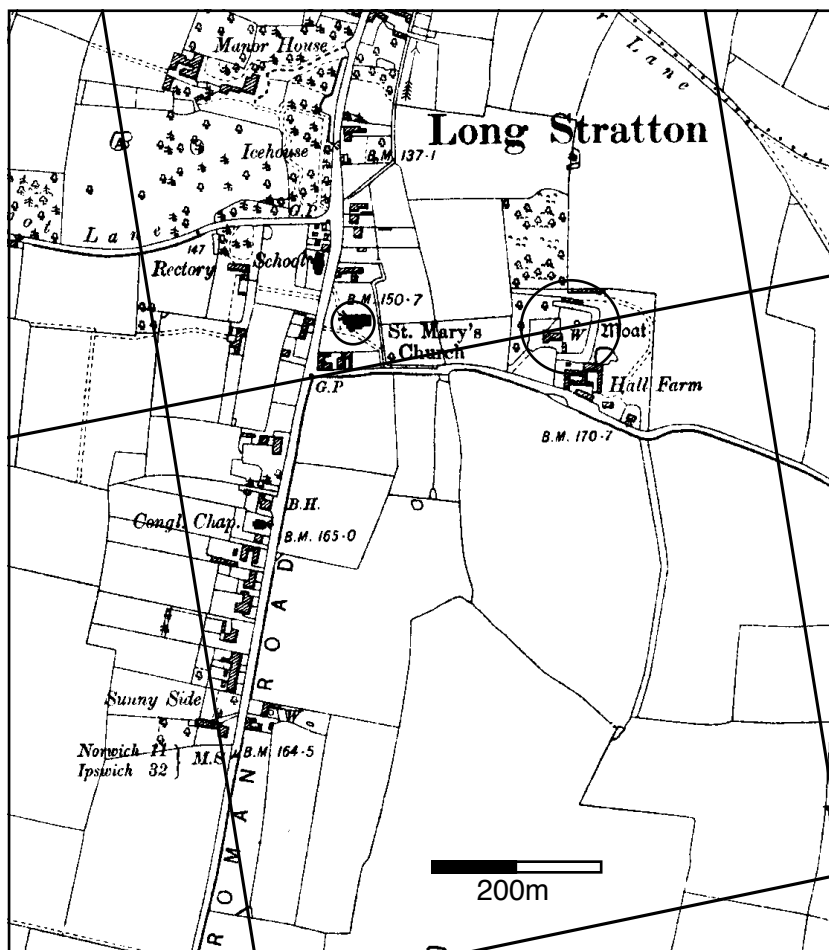 Manor House
Lane
Long Stratton
Icehouse
B.M. 137·1
G.P.
Lane
147
Rectory
School
B.M. 150·7
St. Mary's
Church
W
Moat
G.P
Hall Farm
B.M. 170·7
B.H.
Congl. Chap.
B.M. 165·0
Sunny Side
W
Norwich 11
Ipswich 32
M.S
B.M. 164·5
ROMAN ROAD
200m